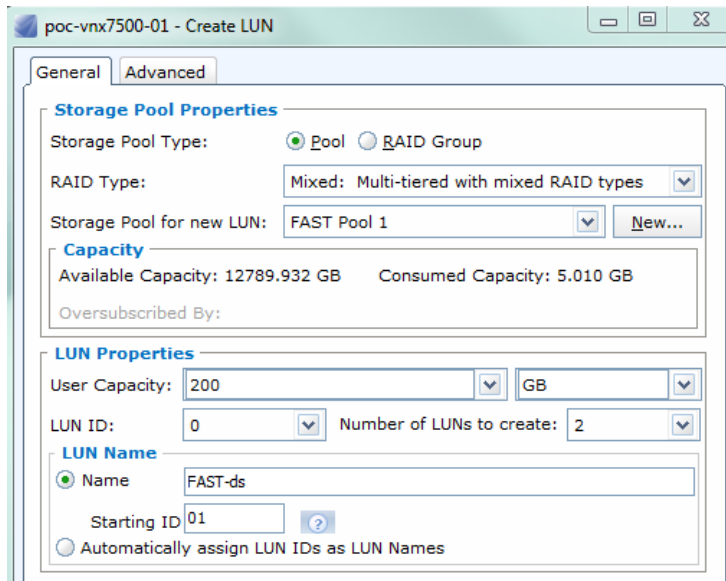 poc-vnx7500-01 - Create LUN
General Advanced
Storage Pool Properties
Storage Pool Type: Pool RAID Group
RAID Type: Mixed: Multi-tiered with mixed RAID types
Storage Pool for new LUN: FAST Pool 1 New...
Capacity
Available Capacity: 12789.932 GB Consumed Capacity: 5.010 GB
Oversubscribed By:
LUN Properties
User Capacity: 200 GB
LUN ID: 0 Number of LUNs to create: 2
LUN Name
Name FAST-ds
Starting ID 01 ?
Automatically assign LUN IDs as LUN Names